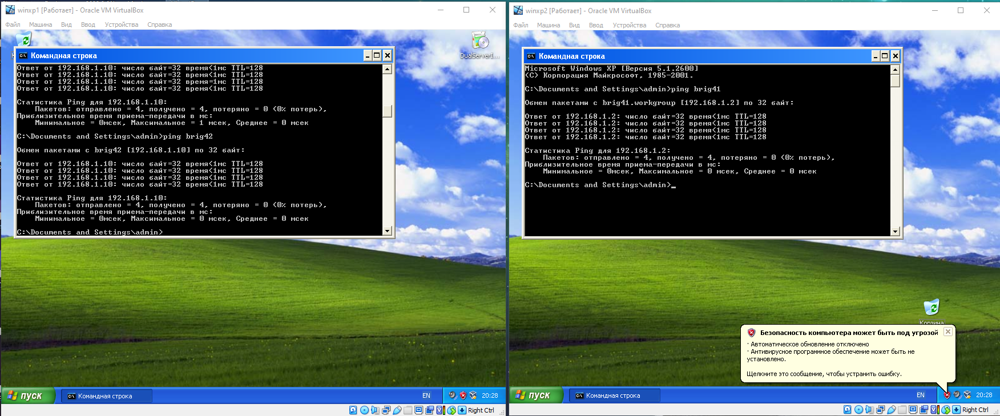 winxp1 [Работает] - Oracle VM VirtualBox
Файл Машина Вид Ввод Устройства Справка
DualServerI...
Командная строка
Ответ от 192.168.1.10: число байт=32 время<1мс TTL=128
Ответ от 192.168.1.10: число байт=32 время<1мс TTL=128
Ответ от 192.168.1.10: число байт=32 время=1мс TTL=128
Ответ от 192.168.1.10: число байт=32 время<1мс TTL=128
Статистика Ping для 192.168.1.10:
Пакетов: отправлено = 4, получено = 4, потеряно = 0 (0% потерь),
Приблизительное время приема-передачи в мс:
Минимальное = 0мсек, Максимальное = 1 мсек, Среднее = 0 мсек
C:\Documents and Settings\admin>ping brig42
Обмен пакетами с brig42 [192.168.1.10] по 32 байт:
Ответ от 192.168.1.10: число байт=32 время<1мс TTL=128
Ответ от 192.168.1.10: число байт=32 время<1мс TTL=128
Ответ от 192.168.1.10: число байт=32 время<1мс TTL=128
Ответ от 192.168.1.10: число байт=32 время<1мс TTL=128
Статистика Ping для 192.168.1.10:
Пакетов: отправлено = 4, получено = 4, потеряно = 0 (0% потерь),
Приблизительное время приема-передачи в мс:
Минимальное = 0мсек, Максимальное = 0 мсек, Среднее = 0 мсек
C:\Documents and Settings\admin>
пуск
Командная строка
EN
20:28
Right Ctrl
winxp2 [Работает] - Oracle VM VirtualBox
Файл Машина Вид Ввод Устройства Справка
Командная строка
Microsoft Windows XP [Версия 5.1.2600]
(С) Корпорация Майкрософт, 1985-2001.
C:\Documents and Settings\admin>ping brig41
Обмен пакетами с brig41.workgroup [192.168.1.2] по 32 байт:
Ответ от 192.168.1.2: число байт=32 время<1мс TTL=128
Ответ от 192.168.1.2: число байт=32 время<1мс TTL=128
Ответ от 192.168.1.2: число байт=32 время<1мс TTL=128
Ответ от 192.168.1.2: число байт=32 время<1мс TTL=128
Статистика Ping для 192.168.1.2:
Пакетов: отправлено = 4, получено = 4, потеряно = 0 (0% потерь),
Приблизительное время приема-передачи в мс:
Минимальное = 0мсек, Максимальное = 0 мсек, Среднее = 0 мсек
C:\Documents and Settings\admin>_
Корзина
Безопасность компьютера может быть под угрозой
· Автоматическое обновление отключено
· Антивирусное программное обеспечение может быть не
установлено.
Щелкните это сообщение, чтобы устранить ошибку.
пуск
Командная строка
EN
20:28
Right Ctrl